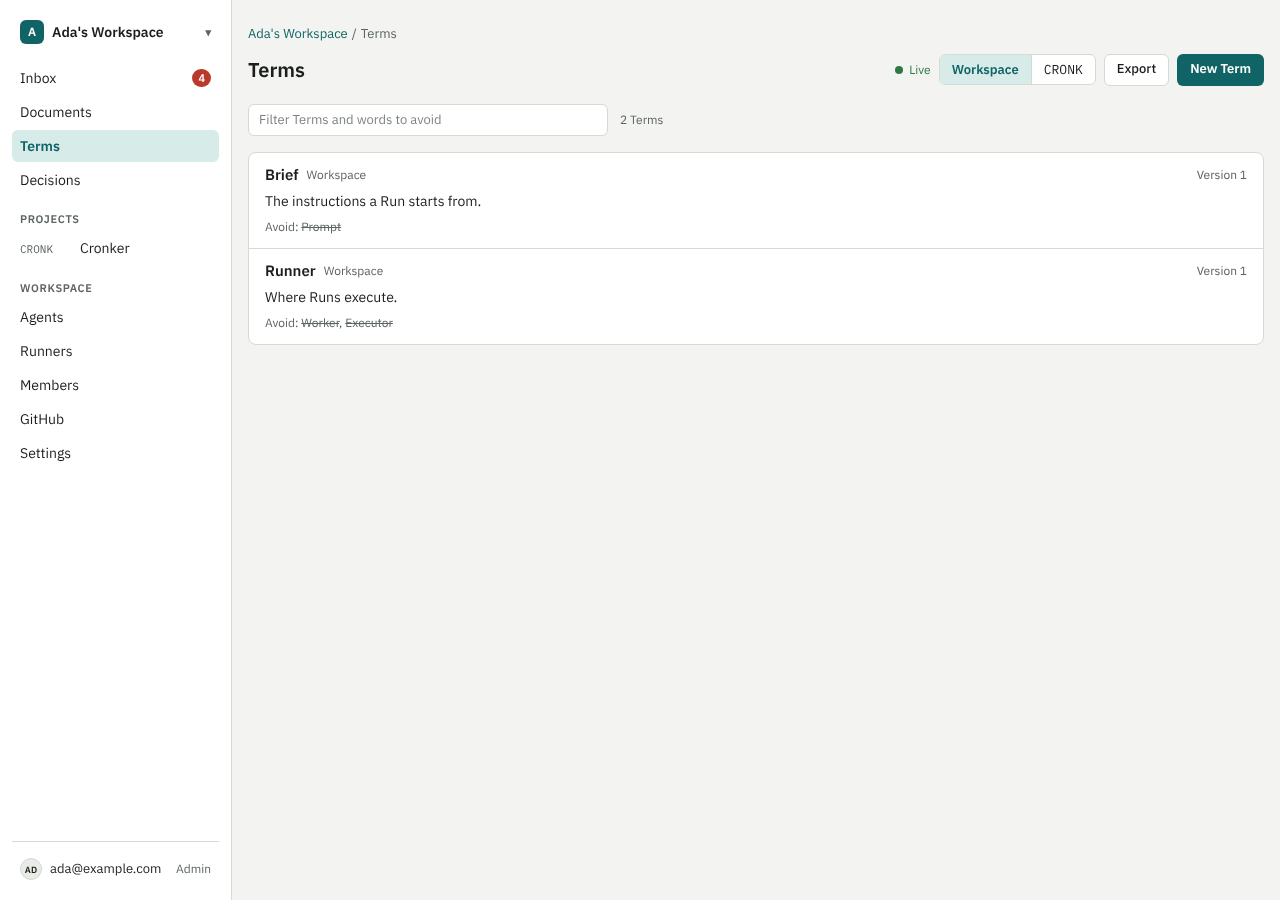 A Ada's Workspace ▾
Inbox 4
Documents
Terms
Decisions
PROJECTS
CRONK Cronker
WORKSPACE
Agents
Runners
Members
GitHub
Settings
AD ada@example.com Admin
Ada's Workspace / Terms
Terms
Live Workspace CRONK Export New Term
Filter Terms and words to avoid 2 Terms
Brief Workspace Version 1
The instructions a Run starts from.
Avoid: Prompt
Runner Workspace Version 1
Where Runs execute.
Avoid: Worker, Executor